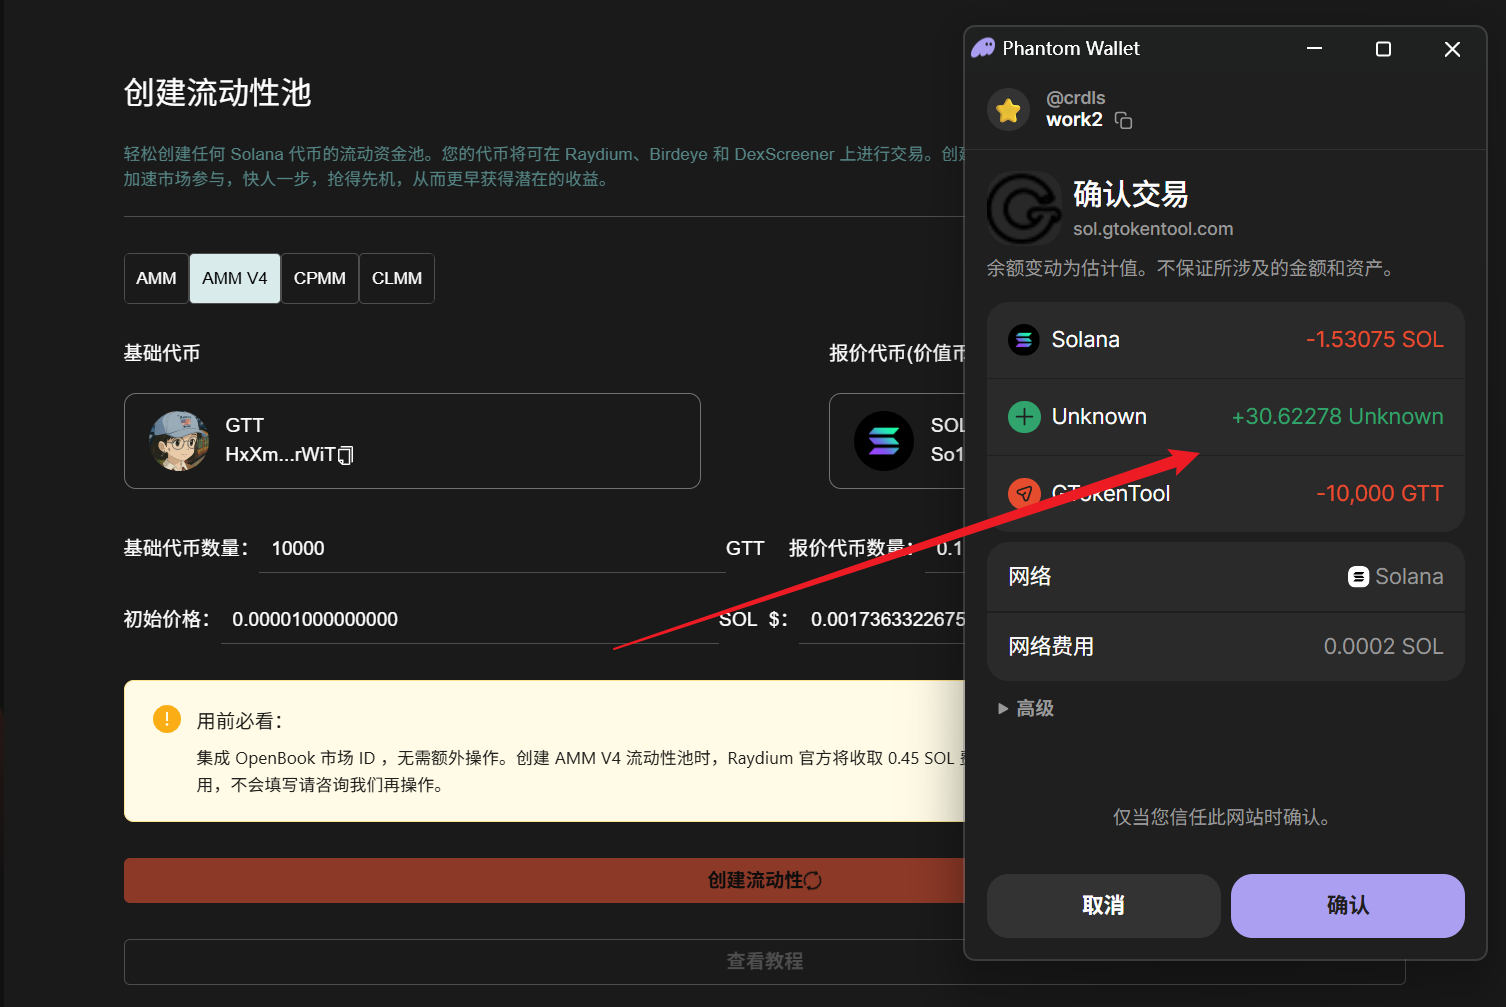 创建流动性池
轻松创建任何 Solana 代币的流动资金池。您的代币将可在 Raydium、Birdeye 和 DexScreener 上进行交易。创建
加速市场参与，快人一步，抢得先机，从而更早获得潜在的收益。
AMM
AMM V4
CPMM
CLMM
基础代币
报价代币(价值币
GTT
HxXm...rWiT
SOL
So1
基础代币数量：
10000
GTT
报价代币数量：
0.1
初始价格：
0.00001000000000
SOL
$：
0.0017363322675
用前必看：
集成 OpenBook 市场 ID ，无需额外操作。创建 AMM V4 流动性池时，Raydium 官方将收取 0.45 SOL
用，不会填写请咨询我们再操作。
创建流动性
查看教程
Phantom Wallet
@crdls
work2
确认交易
sol.gtokentool.com
余额变动为估计值。不保证所涉及的金额和资产。
Solana
-1.53075 SOL
Unknown
+30.62278 Unknown
GTokenTool
-10,000 GTT
网络
Solana
网络费用
0.0002 SOL
高级
仅当您信任此网站时确认。
取消
确认